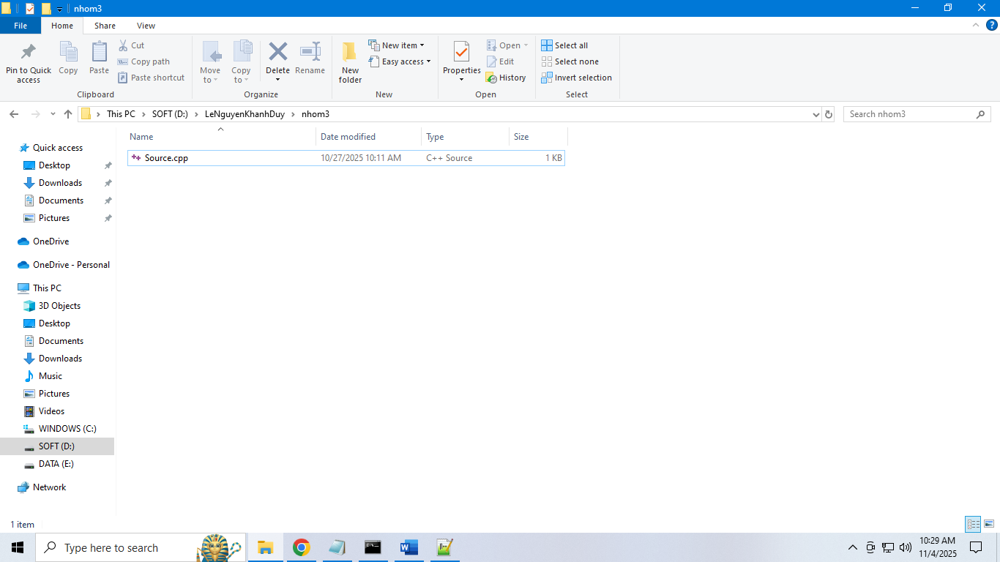 nhom3
File Home Share View
Pin to Quick access
Copy
Paste
Cut
Copy path
Paste shortcut
Clipboard
Move to
Copy to
Delete
Rename
Organize
New folder
New item
Easy access
New
Properties
Open
Edit
History
Open
Select all
Select none
Invert selection
Select
This PC › SOFT (D:) › LeNguyenKhanhDuy › nhom3
Search nhom3
Name Date modified Type Size
Source.cpp 10/27/2025 10:11 AM C++ Source 1 KB
Quick access
Desktop
Downloads
Documents
Pictures
OneDrive
OneDrive - Personal
This PC
3D Objects
Desktop
Documents
Downloads
Music
Pictures
Videos
WINDOWS (C:)
SOFT (D:)
DATA (E:)
Network
1 item
Type here to search
10:29 AM
11/4/2025